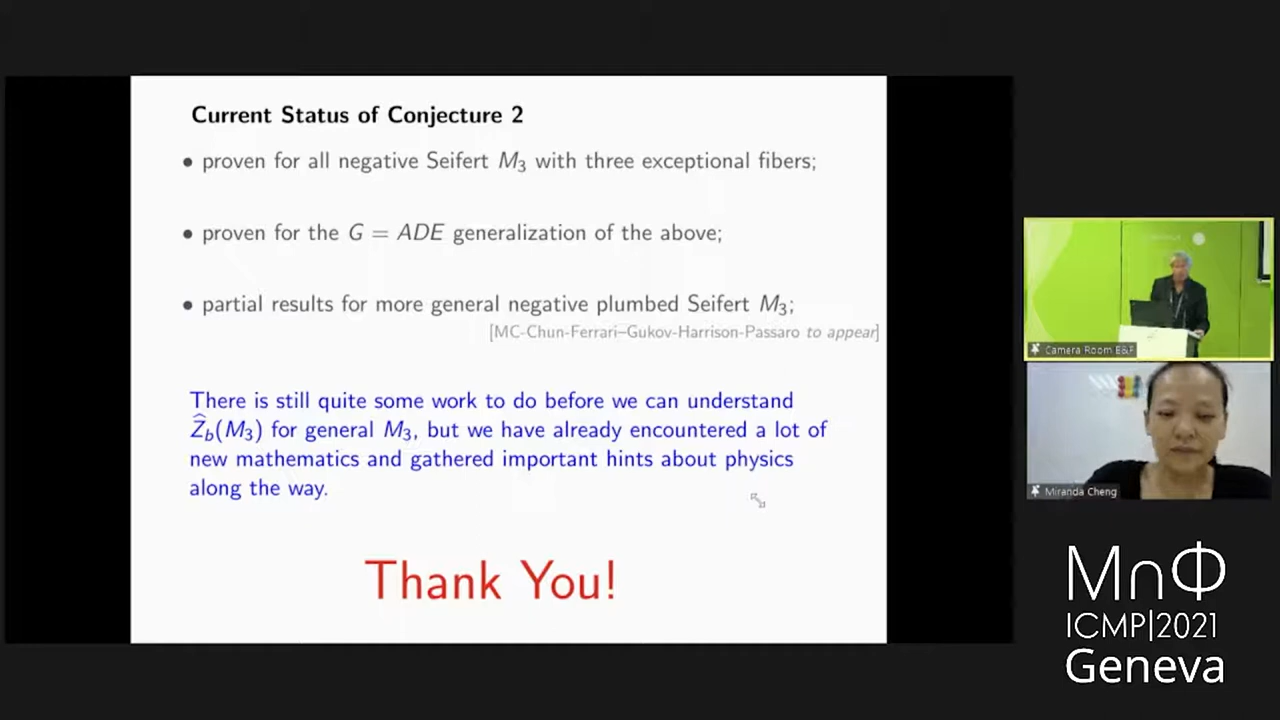 Current Status of Conjecture 2
• proven for all negative Seifert M₃ with three exceptional fibers;
• proven for the G = ADE generalization of the above;
• partial results for more general negative plumbed Seifert M₃;
[MC-Chun-Ferrari–Gukov-Harrison-Passaro to appear]
There is still quite some work to do before we can understand
Ẑ_b(M₃) for general M₃, but we have already encountered a lot of
new mathematics and gathered important hints about physics
along the way.
Thank You!
Camera Room E&F
Miranda Cheng
M∩Φ
ICMP|2021
Geneva